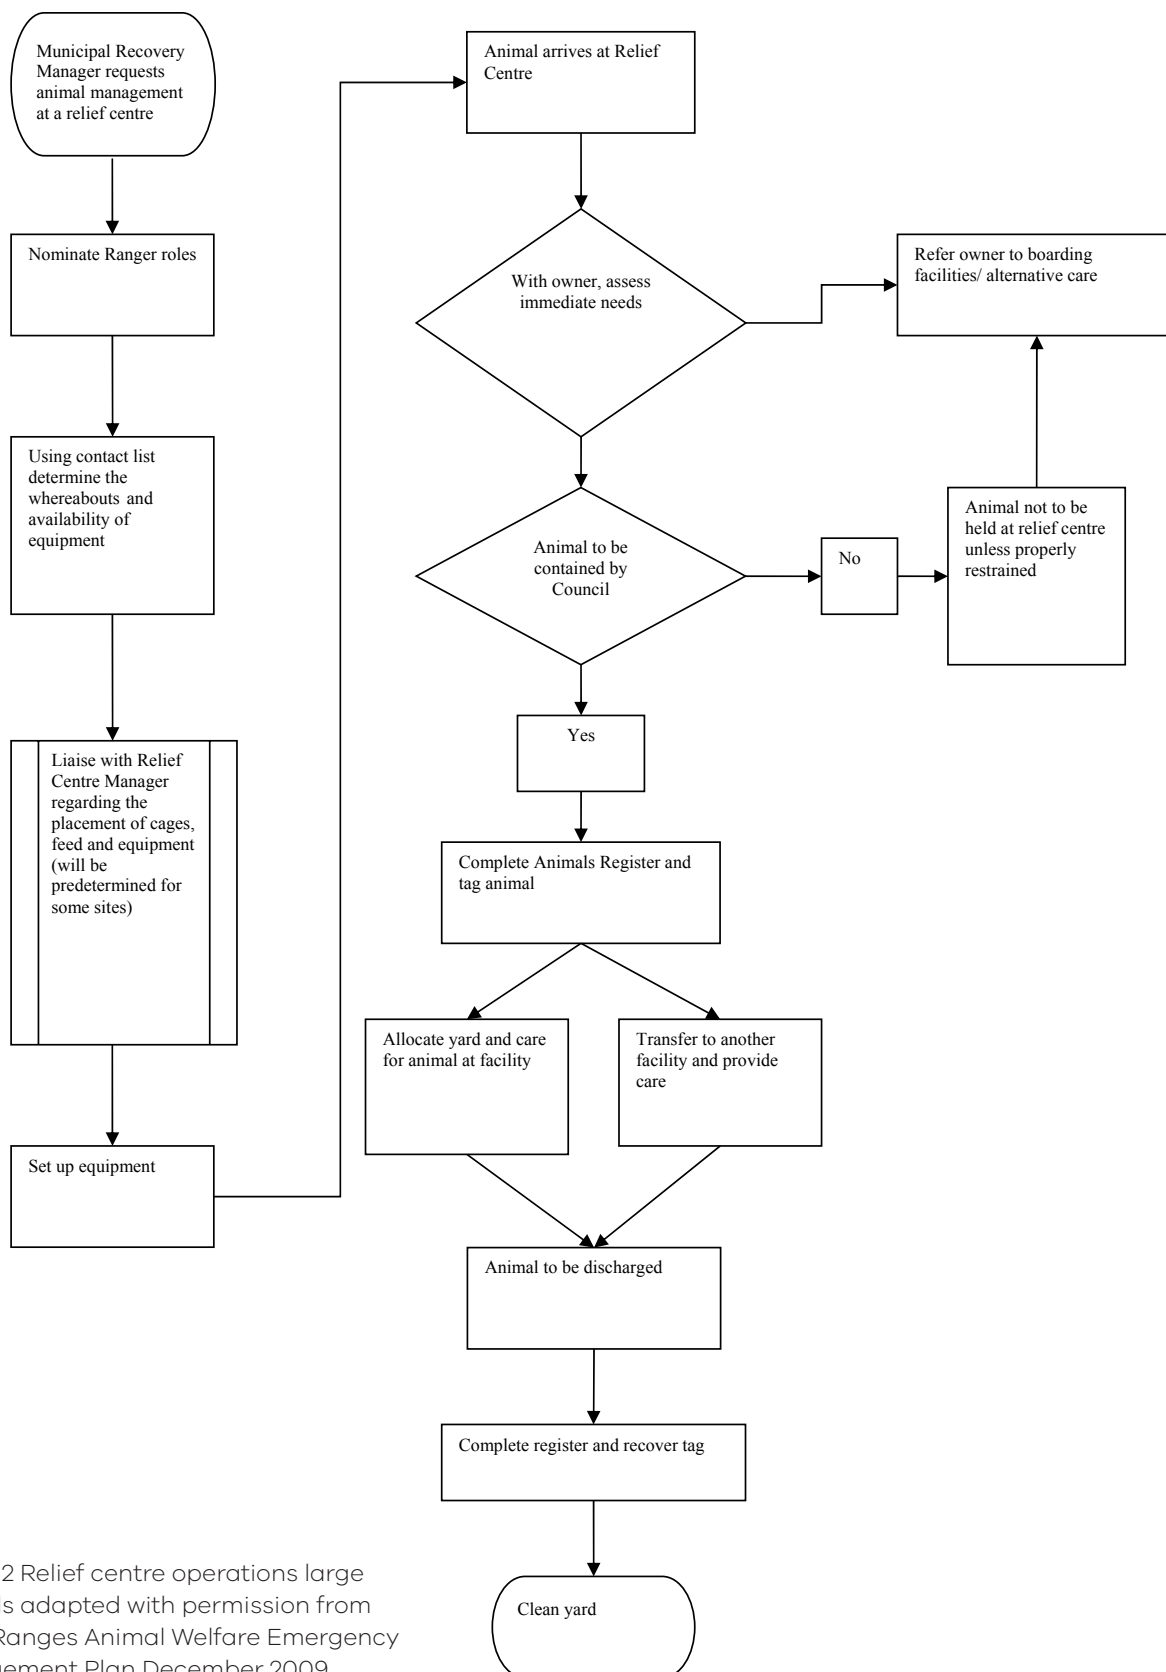 Municipal Recovery
Manager requests
animal management
at a relief centre
Nominate Ranger roles
Using contact list
determine the
whereabouts and
availability of
equipment
Liaise with Relief
Centre Manager
regarding the
placement of cages,
feed and equipment
(will be
predetermined for
some sites)
Set up equipment
Animal arrives at Relief
Centre
With owner, assess
immediate needs
Refer owner to boarding
facilities/ alternative care
Animal to be
contained by
Council
No
Animal not to be
held at relief centre
unless properly
restrained
Yes
Complete Animals Register and
tag animal
Allocate yard and care
for animal at facility
Transfer to another
facility and provide
care
Animal to be discharged
Complete register and recover tag
Clean yard
2 Relief centre operations large
ls adapted with permission from
Ranges Animal Welfare Emergency
gement Plan December 2009